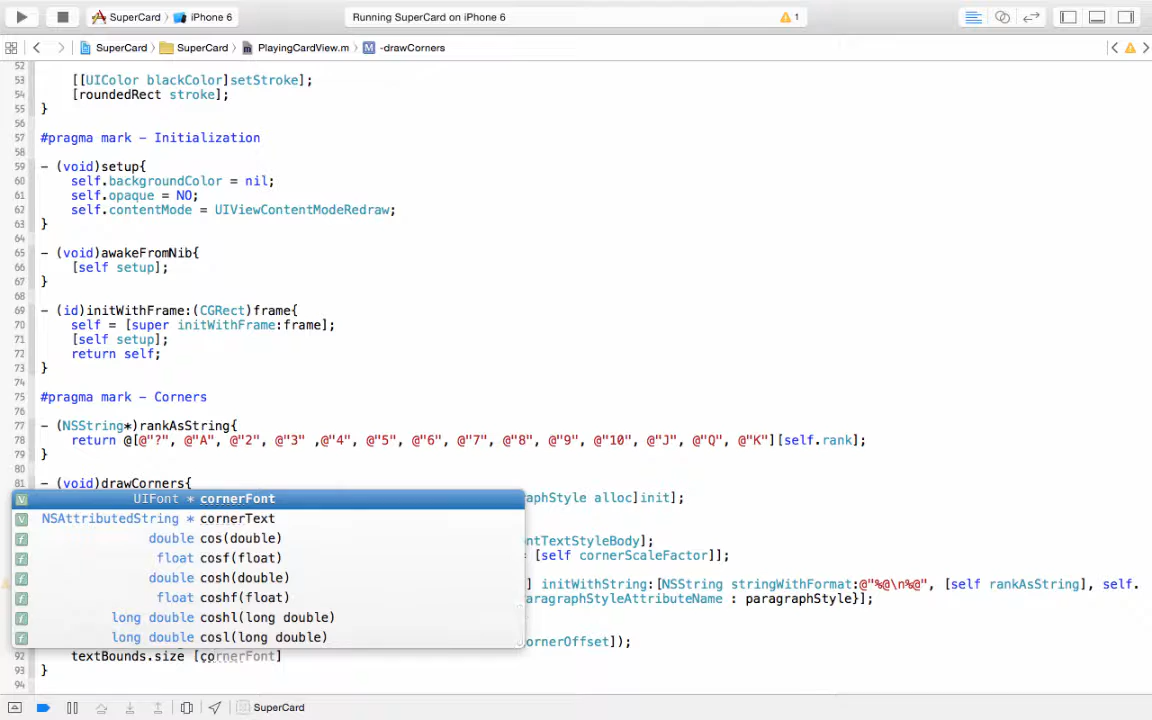 SuperCard iPhone 6 Running SuperCard on iPhone 6 1
SuperCard SuperCard PlayingCardView.m M -drawCorners
52
53 [[UIColor blackColor]setStroke];
54 [roundedRect stroke];
55 }
56
57 #pragma mark - Initialization
58
59 - (void)setup{
60 self.backgroundColor = nil;
61 self.opaque = NO;
62 self.contentMode = UIViewContentModeRedraw;
63 }
64
65 - (void)awakeFromNib{
66 [self setup];
67 }
68
69 - (id)initWithFrame:(CGRect)frame{
70 self = [super initWithFrame:frame];
71 [self setup];
72 return self;
73 }
74
75 #pragma mark - Corners
76
77 - (NSString*)rankAsString{
78 return @[@"?", @"A", @"2", @"3" ,@"4", @"5", @"6", @"7", @"8", @"9", @"10", @"J", @"Q", @"K"][self.rank];
79 }
80
81 - (void)drawCorners{
V UIFont * cornerFont aphStyle alloc]init];
V NSAttributedString * cornerText
f double cos(double) ntTextStyleBody];
f float cosf(float) = [self cornerScaleFactor]];
f double cosh(double) ] initWithString:[NSString stringWithFormat:@"%@\n%@", [self rankAsString], self.
f float coshf(float) aragraphStyleAttributeName : paragraphStyle}];
f long double coshl(long double)
f long double cosl(long double) ornerOffset]);
92 textBounds.size [cornerFont]
93 }
94
SuperCard